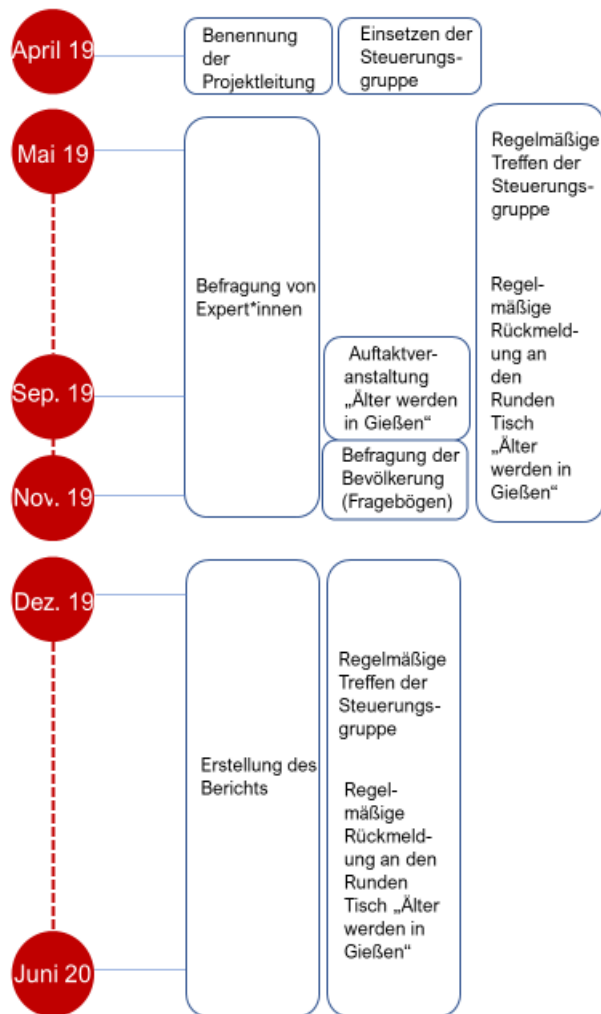 April 19
Benennung
der
Projektleitung
Einsetzen der
Steuerungs-
gruppe
Mai 19
Befragung von
Expert*innen
Regelmäßige
Treffen der
Steuerungs-
gruppe
Regel-
mäßige
Rückmeld-
ung an
den
Runden
Tisch
„Älter
werden in
Gießen“
Sep. 19
Auftaktver-
anstaltung
„Älter werden
in Gießen“
Nov. 19
Befragung der
Bevölkerung
(Fragebögen)
Dez. 19
Erstellung des
Berichts
Regelmäßige
Treffen der
Steuerungs-
gruppe
Regel-
mäßige
Rückmeld-
ung an den
Runden
Tisch „Älter
werden in
Gießen“
Juni 20